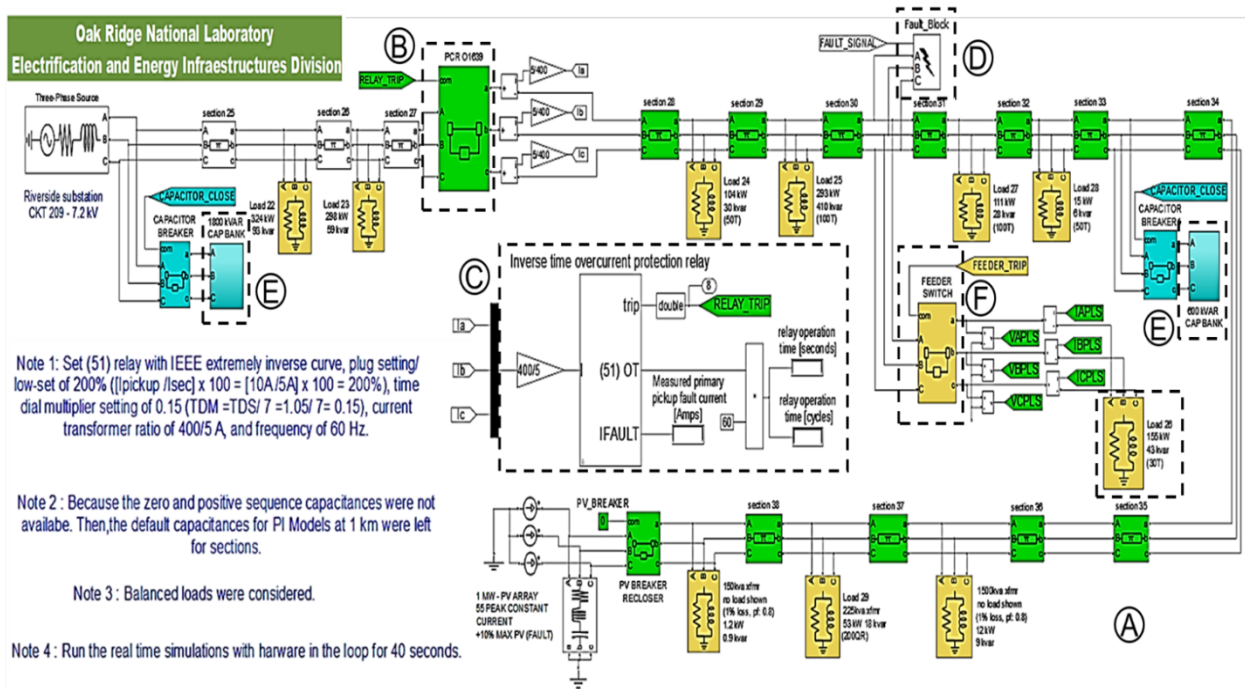 Oak Ridge National Laboratory
Electrification and Energy Infraestructures Division
Three-Phase Source
A
B
C
Riverside substation
CKT 209 - 7.2 kV
section 25
section 26
section 27
CAPACITOR_CLOSE
CAPACITOR
BREAKER
1800 kVAR
CAP BANK
E
Load 22
324 kW
93 kvar
Load 23
298 kW
59 kvar
B
PCR O1639
RELAY_TRIP
com
5/400
Ia
5/400
Ib
5/400
Ic
section 28
section 29
section 30
section 31
section 32
section 33
section 34
Load 24
104 kW
30 kvar
(50T)
Load 25
293 kW
410 kvar
(100T)
Fault_Block
FAULT_SIGNAL
A
B
C
D
Load 27
111 kW
28 kvar
(100T)
Load 28
15 kW
6 kvar
(50T)
CAPACITOR_CLOSE
CAPACITOR
BREAKER
600 kVAR
CAP BANK
E
FEEDER_TRIP
FEEDER
SWITCH
com
F
VAPLS
VBPLS
VCPLS
IAPLS
IBPLS
ICPLS
Load 26
155 kW
43 kvar
(30T)
C
Inverse time overcurrent protection relay
Ia
Ib
Ic
400/5
I
trip
(51) OT
IFAULT
double
8
RELAY_TRIP
Measured primary
pickup fault current
[Amps]
60
relay operation
time [seconds]
relay operation
time [cycles]
Note 1: Set (51) relay with IEEE extremely inverse curve, plug setting/
low-set of 200% ([Ipickup /Isec] x 100 = [10A /5A] x 100 = 200%), time
dial multiplier setting of 0.15 (TDM =TDS/ 7 =1.05/ 7= 0.15), current
transformer ratio of 400/5 A, and frequency of 60 Hz.
Note 2 : Because the zero and positive sequence capacitances were not
availabe. Then,the default capacitances for PI Models at 1 km were left
for sections.
Note 3 : Balanced loads were considered.
Note 4 : Run the real time simulations with harware in the loop for 40 seconds.
PV_BREAKER
0
com
PV BREAKER
RECLOSER
1 MW - PV ARRAY
55 PEAK CONSTANT
CURRENT
+10% MAX PV (FAULT)
section 38
section 37
section 36
section 35
150kva xfmr
no load shown
(1% loss, pf: 0.8)
1.2 kW
0.9 kvar
Load 29
225kva xfmr
53 kW 18 kvar
(200QR)
1500kva xfmr
no load shown
(1% loss, pf: 0.8)
12 kW
9 kvar
A